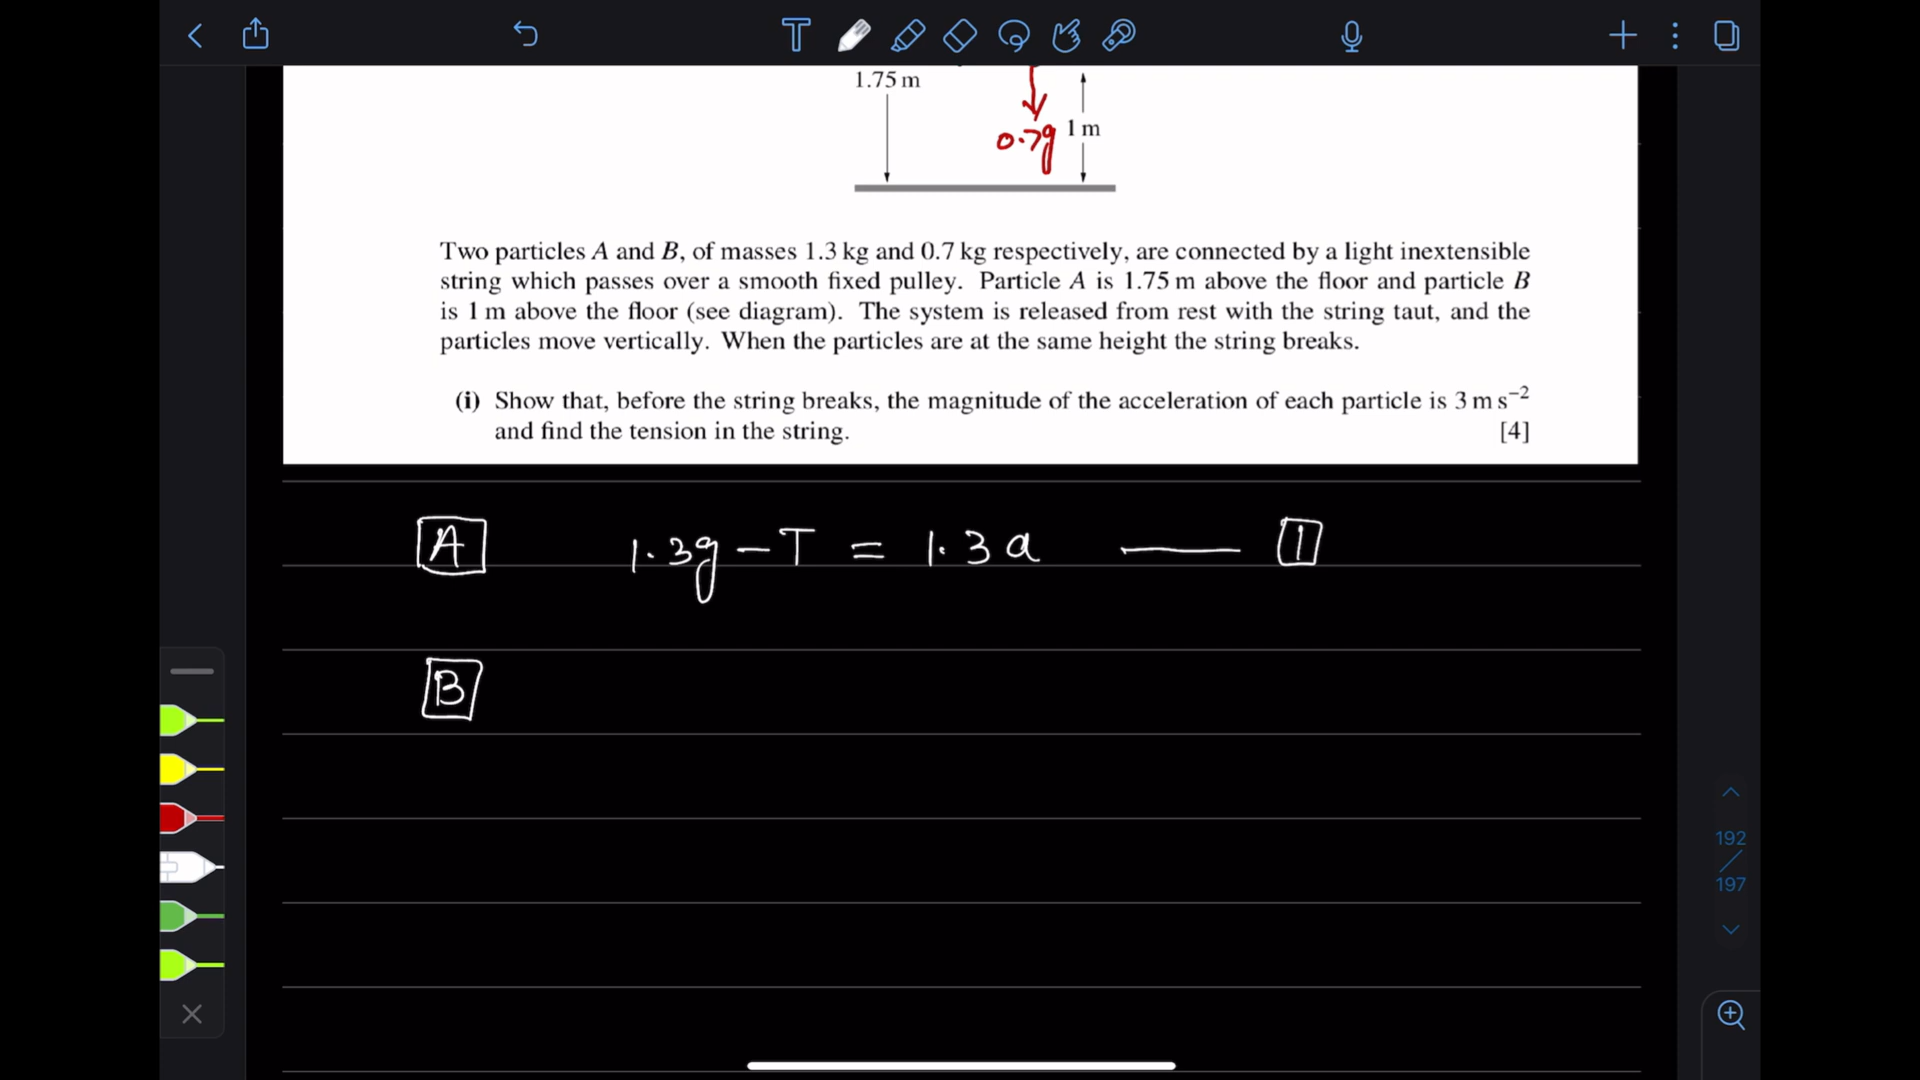 1.75 m
0.7g
1 m
Two particles A and B, of masses 1.3 kg and 0.7 kg respectively, are connected by a light inextensible
string which passes over a smooth fixed pulley. Particle A is 1.75 m above the floor and particle B
is 1 m above the floor (see diagram). The system is released from rest with the string taut, and the
particles move vertically. When the particles are at the same height the string breaks.
(i) Show that, before the string breaks, the magnitude of the acceleration of each particle is 3 m s⁻²
and find the tension in the string. [4]
A 1.3g - T = 1.3a — 1
B
192
/
197